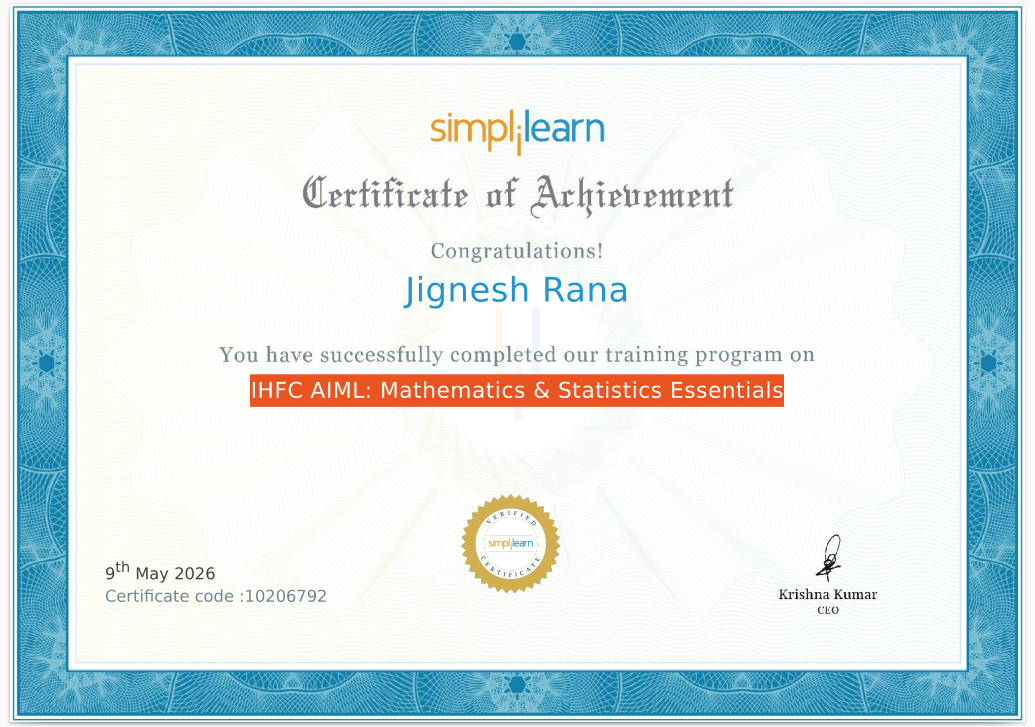 simplilearn
Certificate of Achievement
Congratulations!
Jignesh Rana
You have successfully completed our training program on
IHFC AIML: Mathematics & Statistics Essentials
VERIFIED
simplilearn
CERTIFICATE
9th May 2026
Certificate code :10206792
Krishna Kumar
CEO